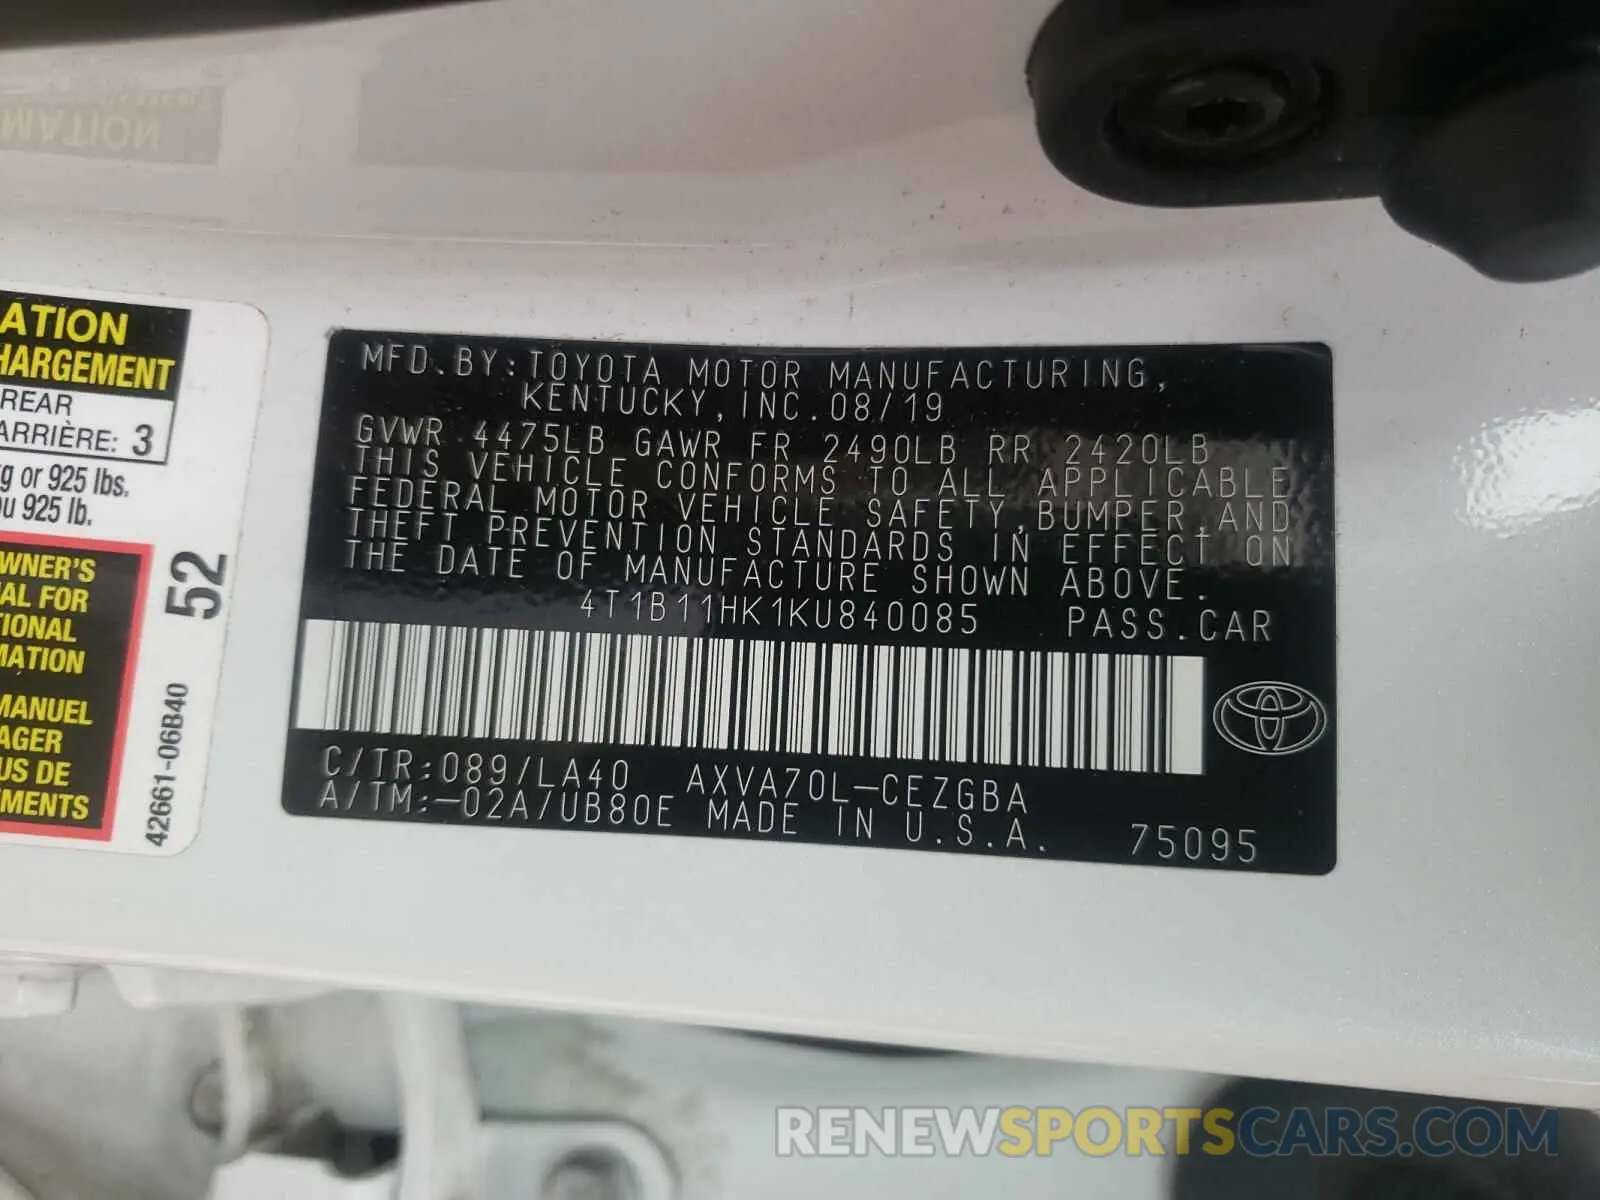 ATION
HARGEMENT
REAR
ARRIÈRE: 3
g or 925 lbs.
u 925 lb.
WNER'S
AL FOR
TIONAL
MATION
MANUEL
AGER
US DE
EMENTS
52
42661-06B40
MFD.BY:TOYOTA MOTOR MANUFACTURING,
KENTUCKY,INC.08/19
GVWR 4475LB GAWR FR 2490LB RR 2420LB
THIS VEHICLE CONFORMS TO ALL APPLICABLE
FEDERAL MOTOR VEHICLE SAFETY,BUMPER,AND
THEFT PREVENTION STANDARDS IN EFFECT ON
THE DATE OF MANUFACTURE SHOWN ABOVE.
4T1B11HK1KU840085 PASS.CAR
C/TR:089/LA40 AXVA70L-CEZGBA
A/TM:-02A/UB80E MADE IN U.S.A. 75095
RENEWSPORTSCARS.COM